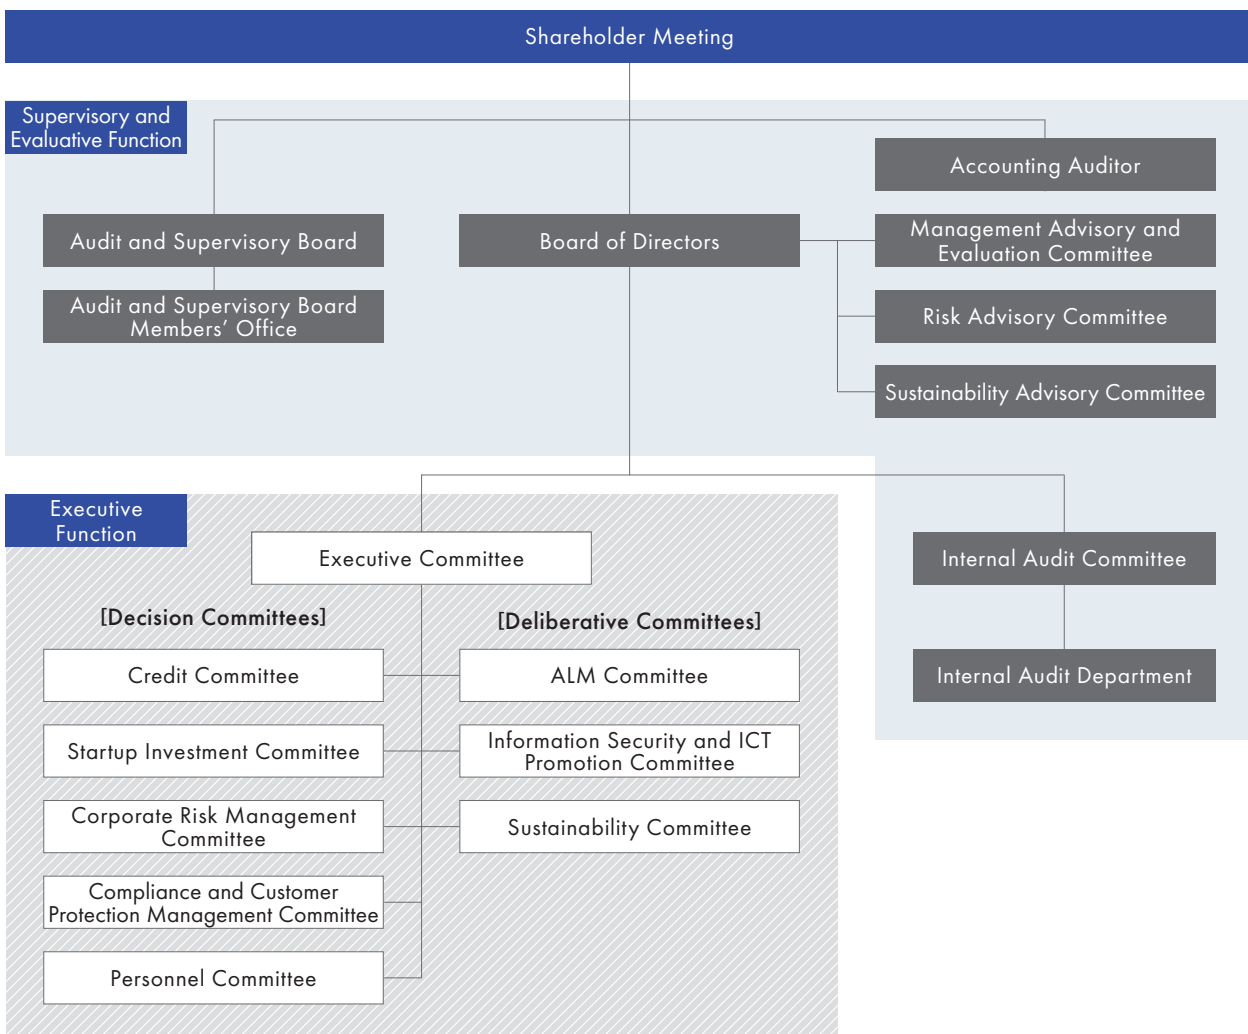 Shareholder Meeting
Supervisory and
Evaluative Function
Accounting Auditor
Audit and Supervisory Board
Board of Directors
Management Advisory and
Evaluation Committee
Audit and Supervisory Board
Members’ Office
Risk Advisory Committee
Sustainability Advisory Committee
Executive
Function
Executive Committee
Internal Audit Committee
[Decision Committees]
[Deliberative Committees]
Credit Committee
ALM Committee
Internal Audit Department
Startup Investment Committee
Information Security and ICT
Promotion Committee
Corporate Risk Management
Committee
Sustainability Committee
Compliance and Customer
Protection Management Committee
Personnel Committee